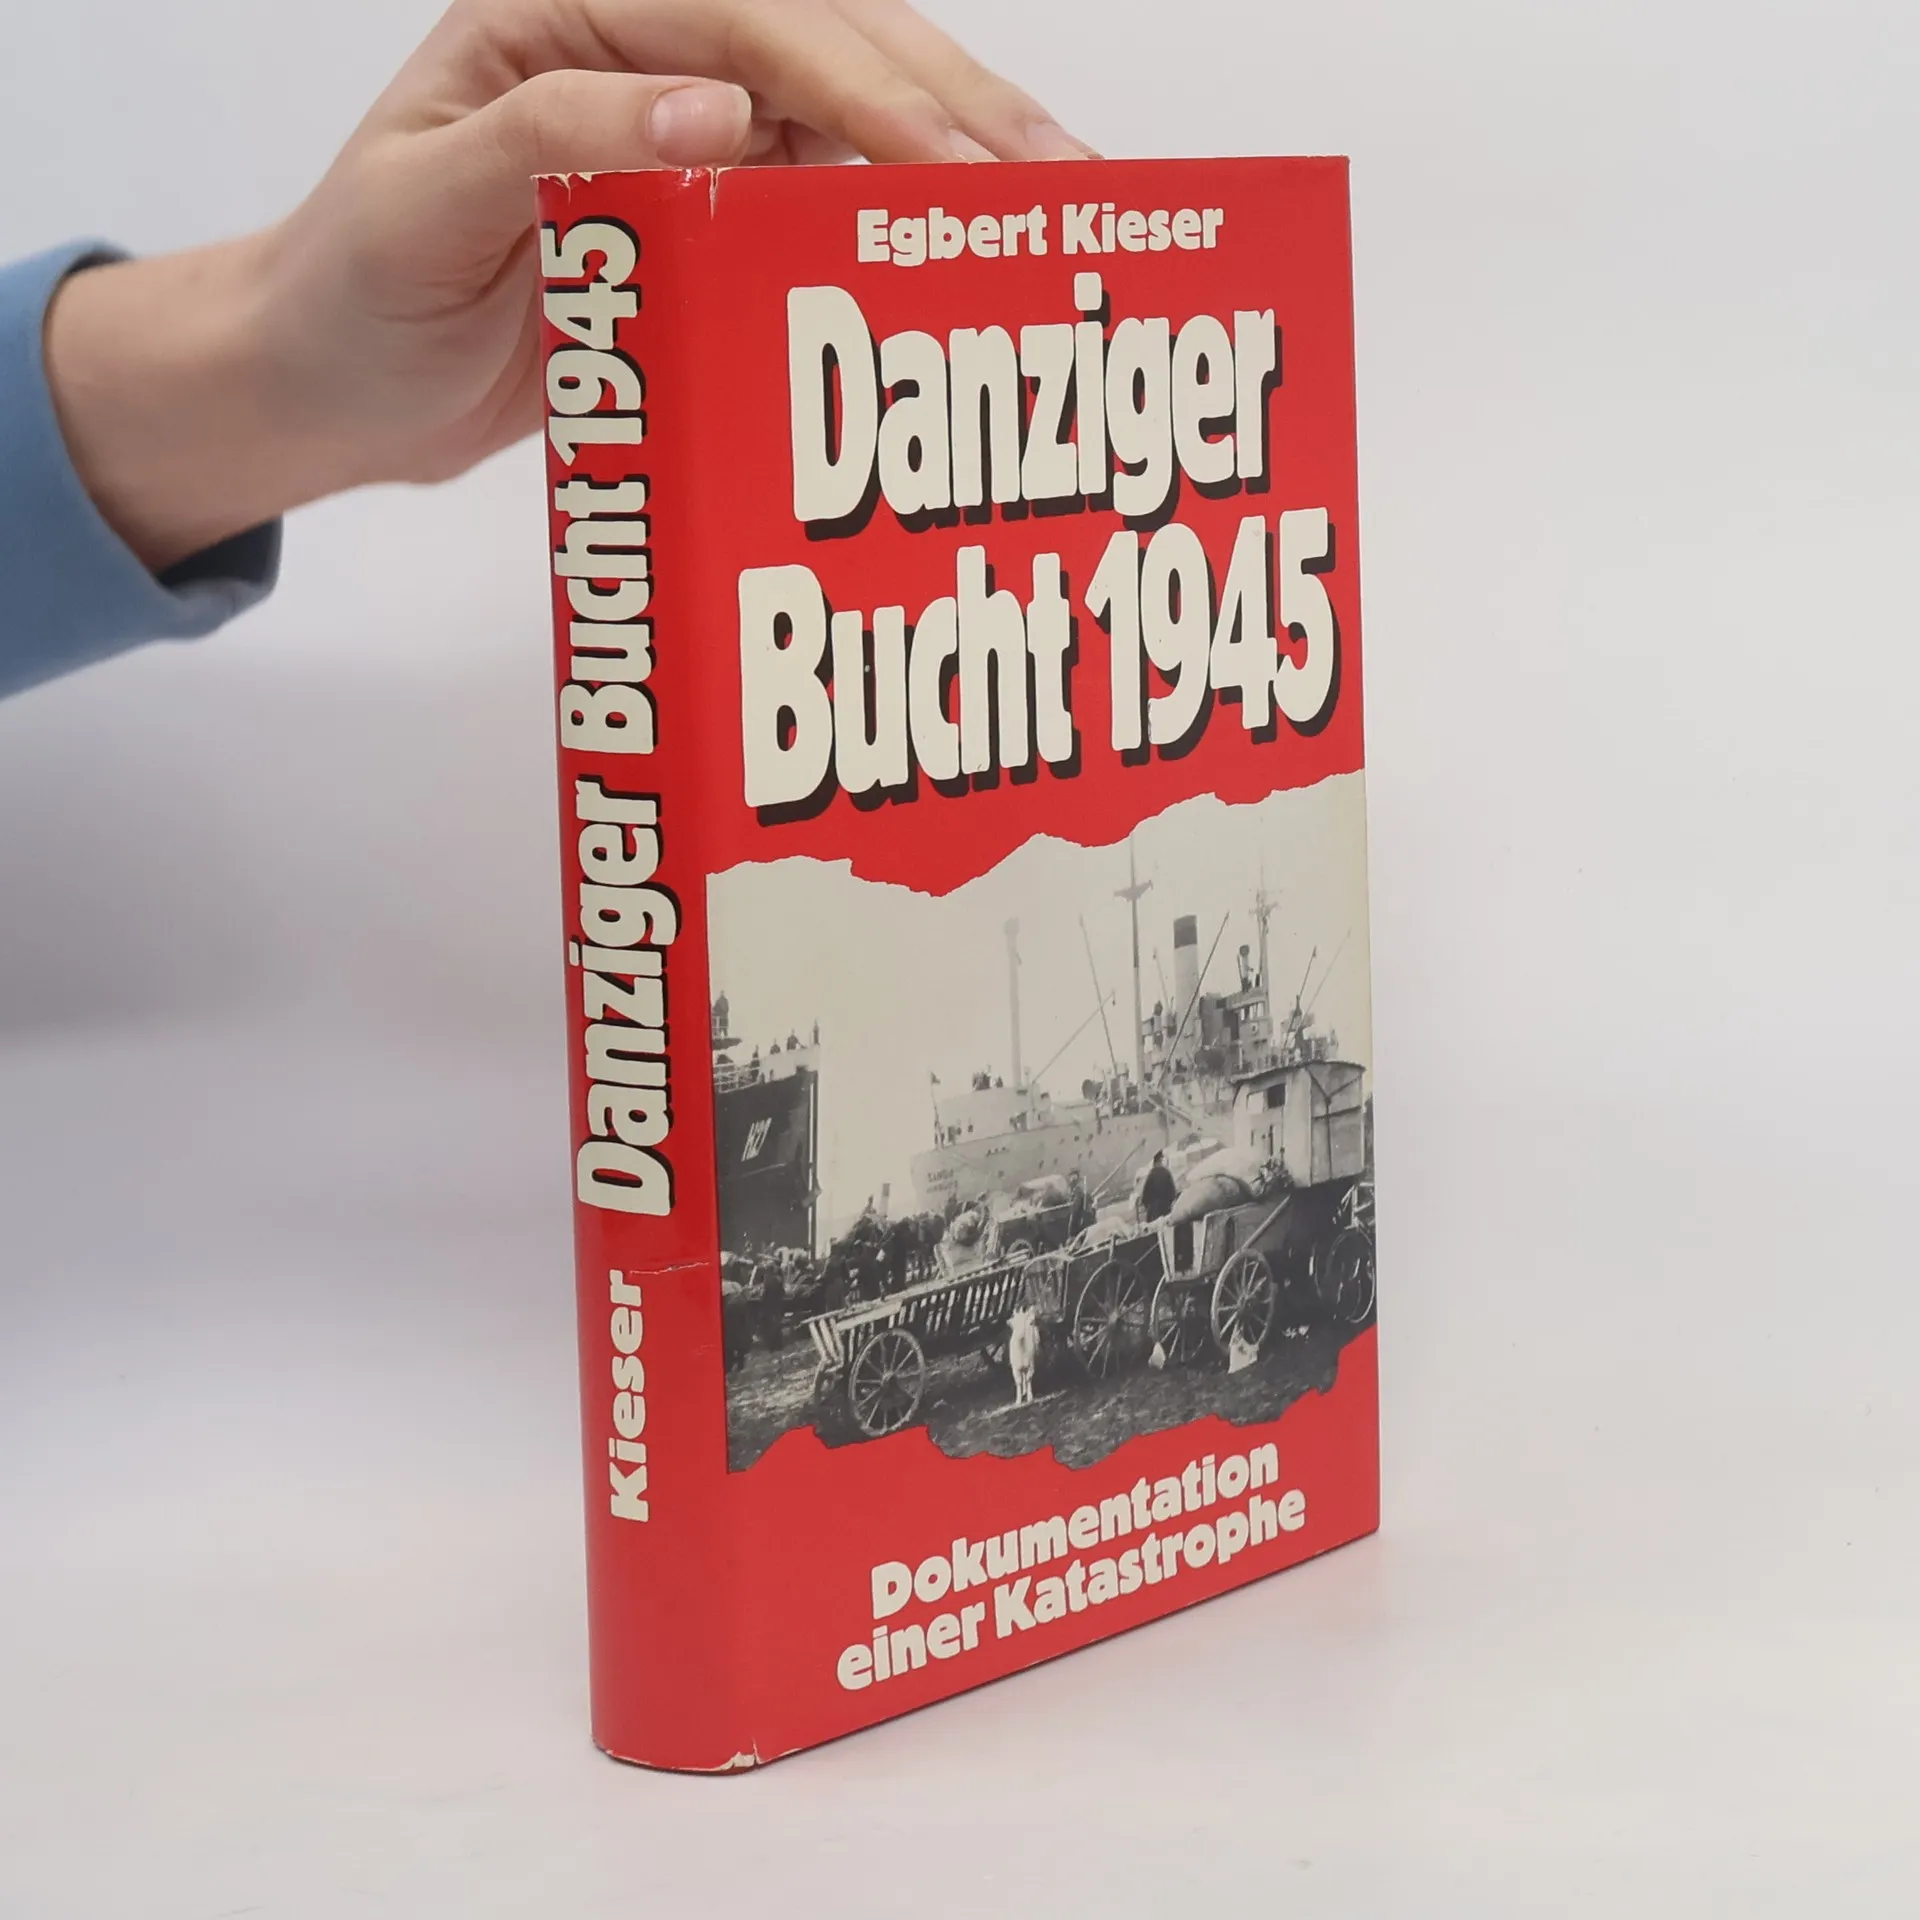 Egbert Kieser
Danziger
Bucht 1945
Dokumentation
einer Katastrophe
Kieser Danziger Bucht 1945